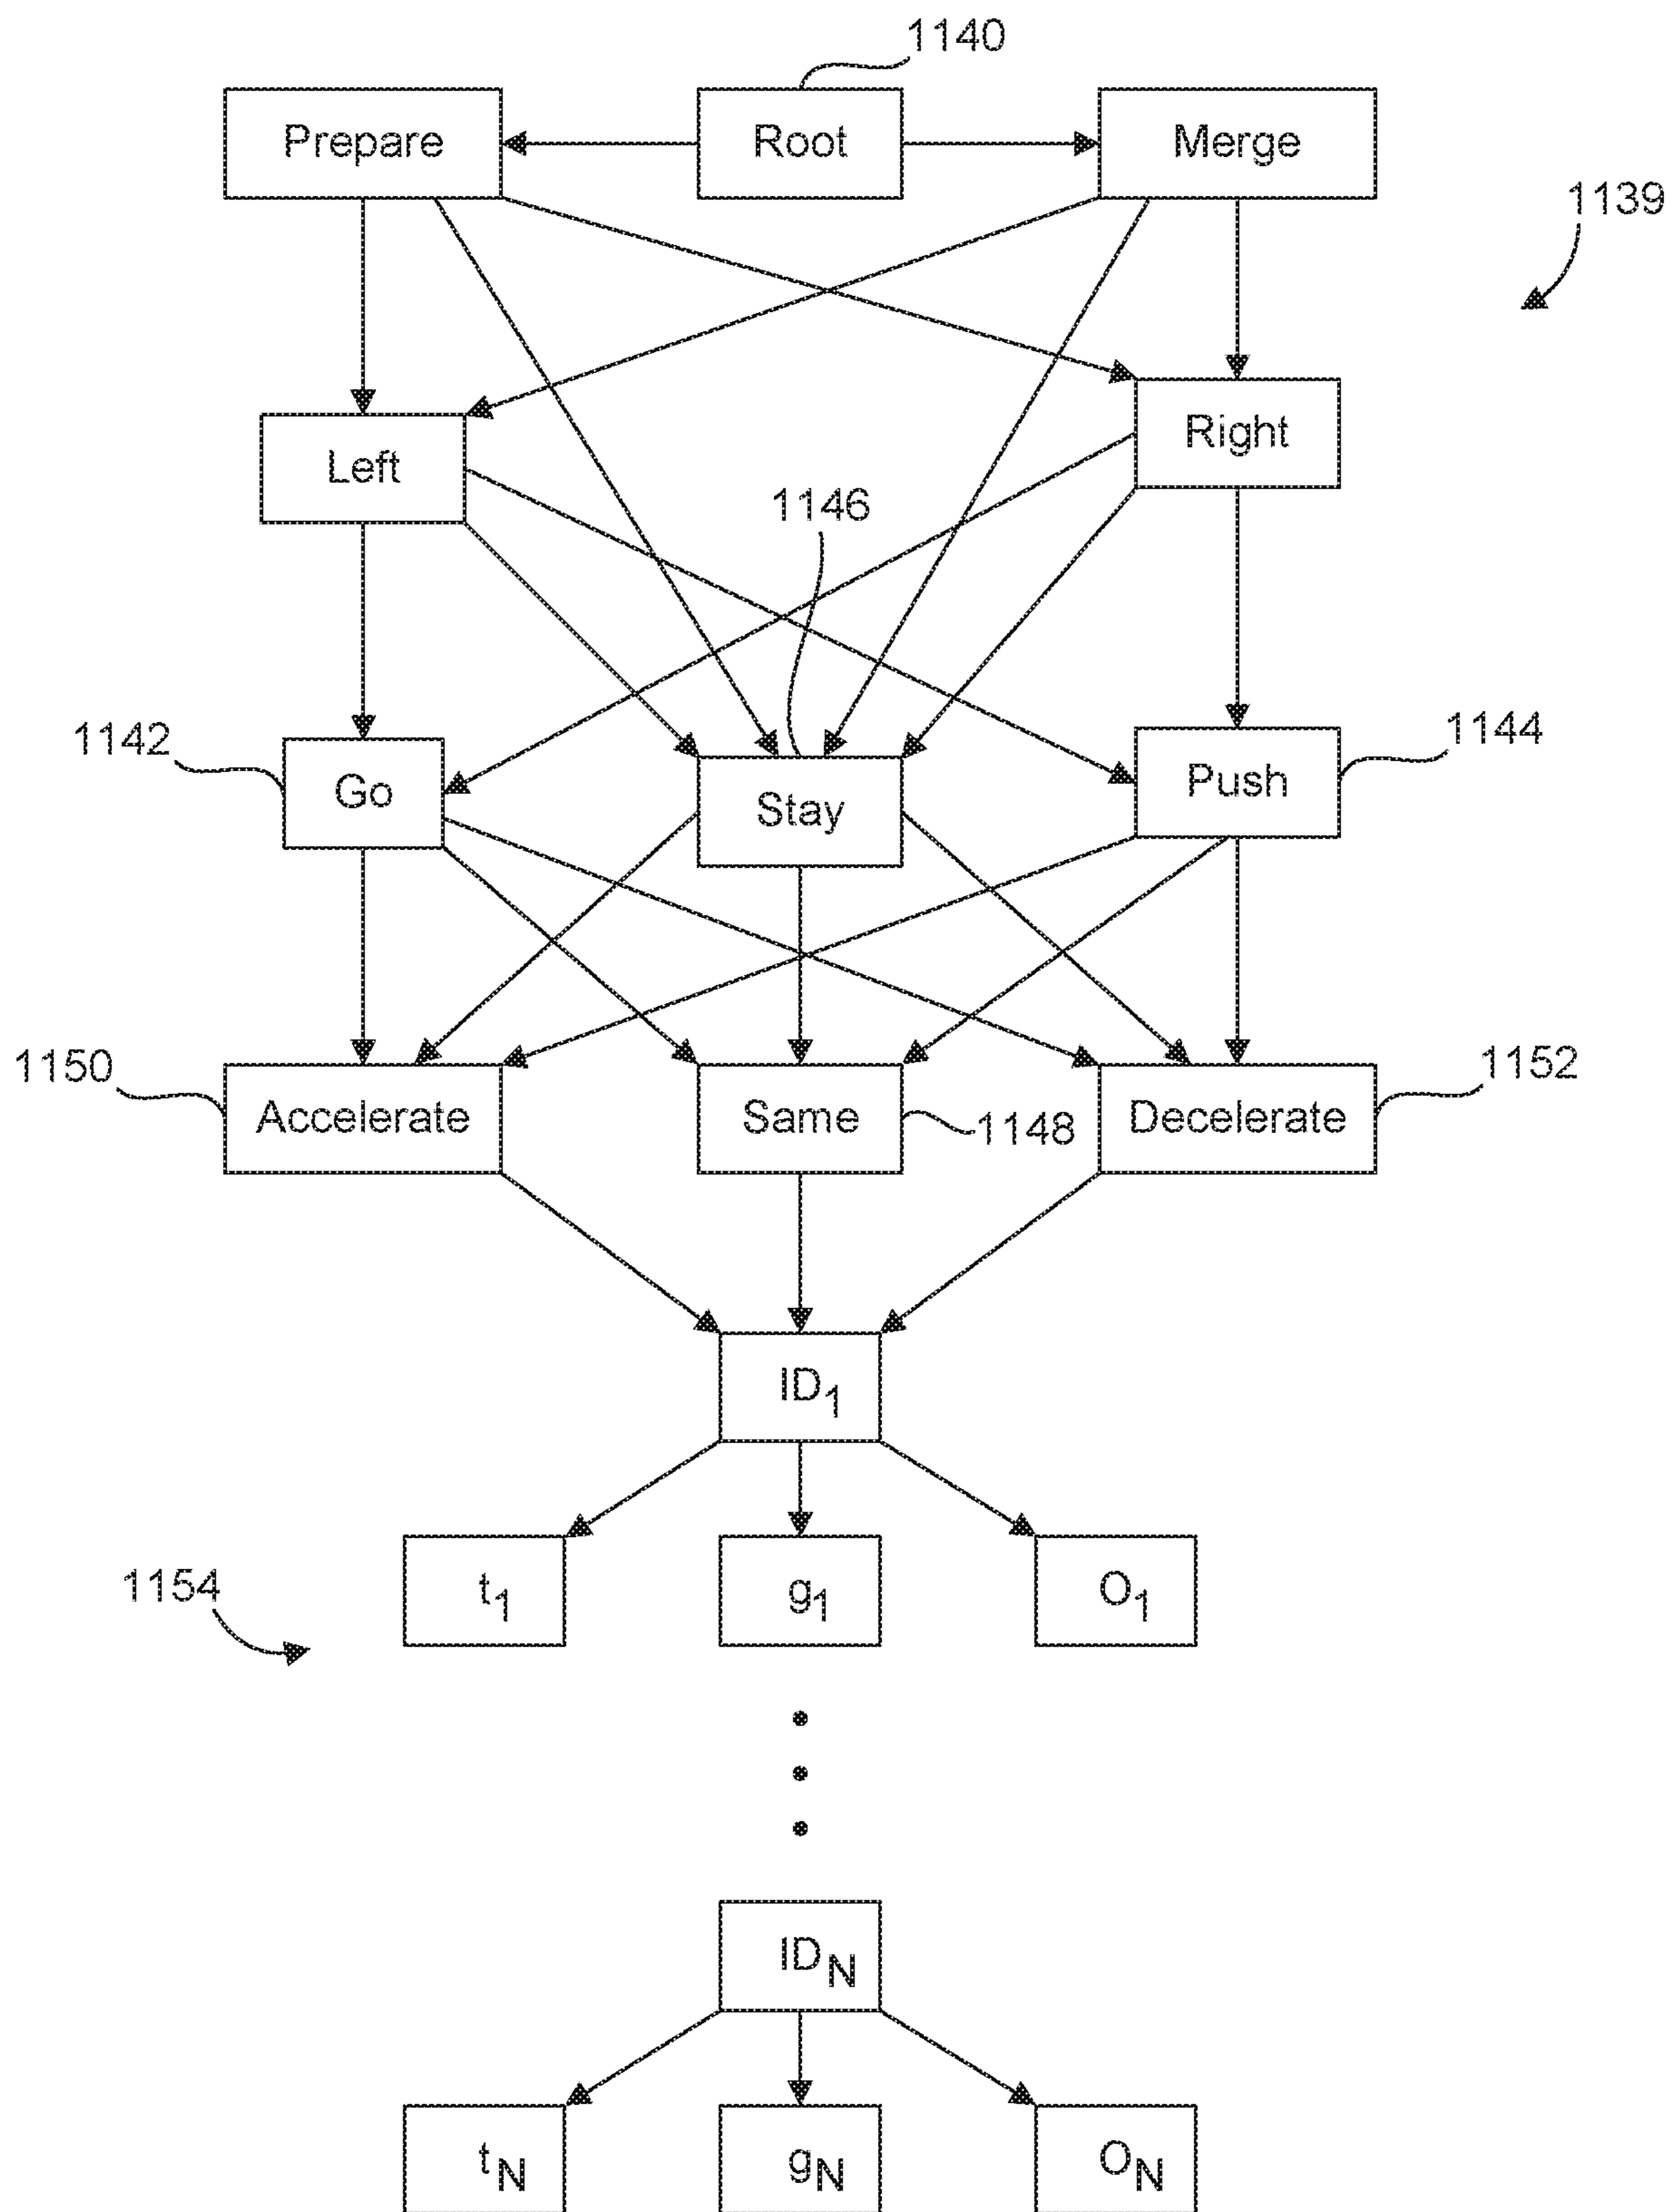 1140
Prepare
Root
Merge
1139
Left
Right
1146
1142
Go
Stay
Push
1144
1150
Accelerate
Same
1148
Decelerate
1152
ID1
1154
t1
g1
O1
IDN
tN
gN
ON